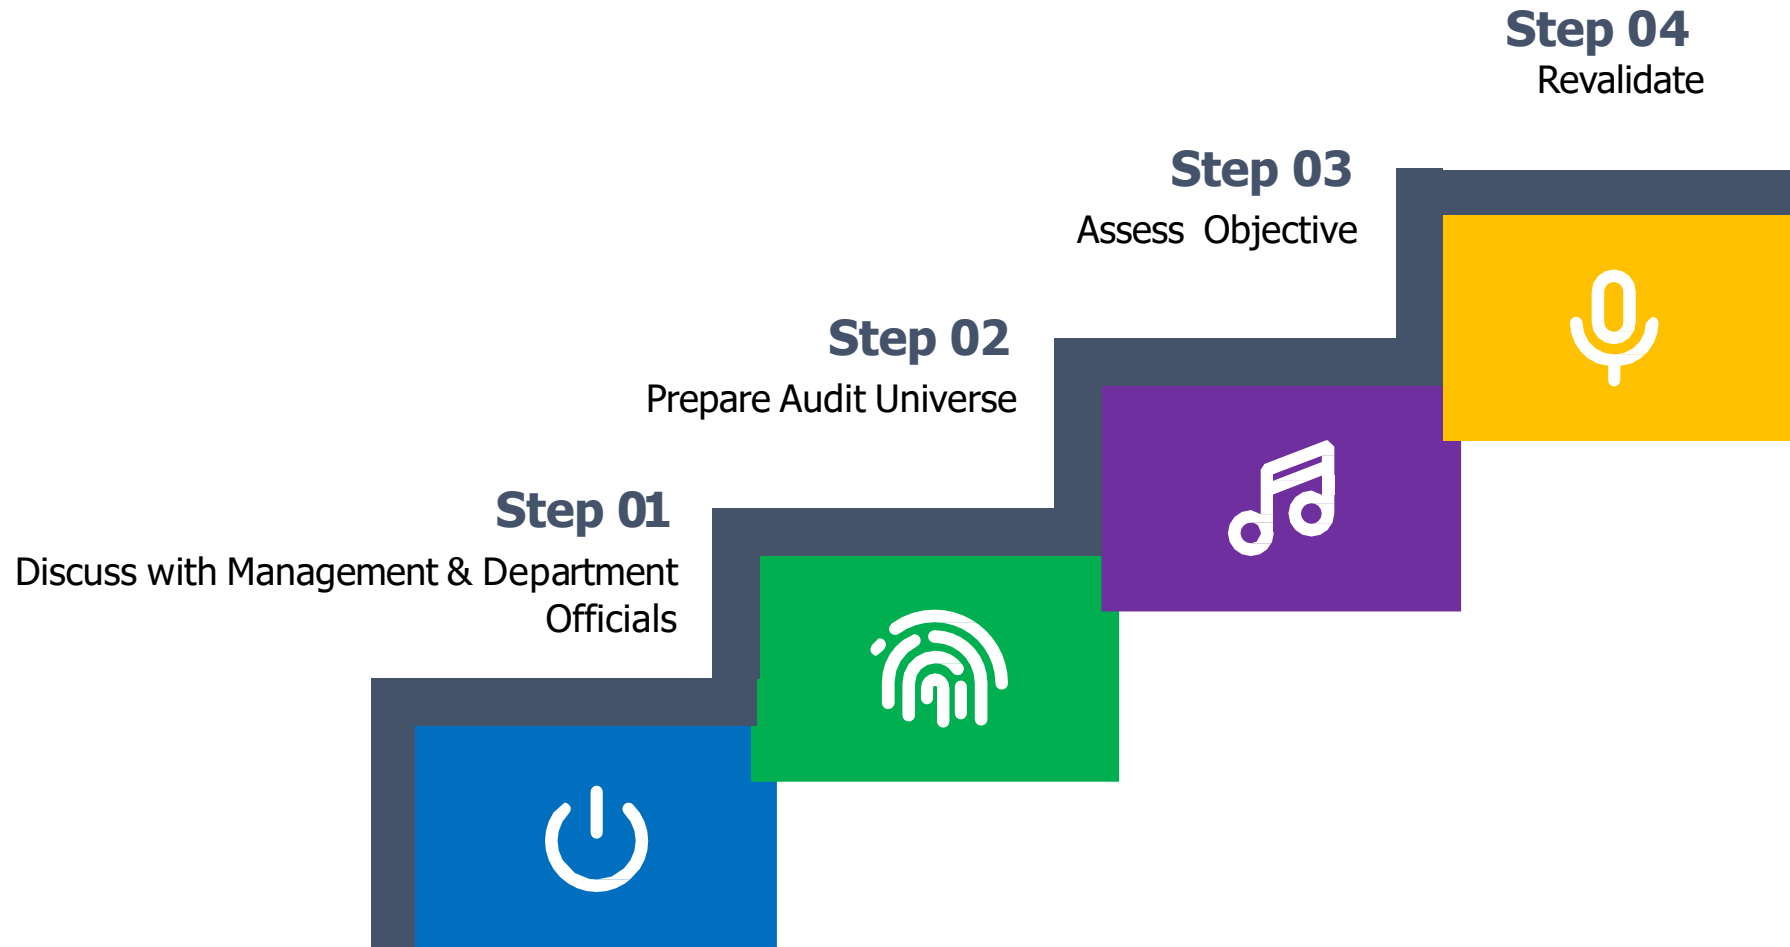 Step 04
Revalidate
Step 03
Assess Objective
Step 02
Prepare Audit Universe
Step 01
Discuss with Management & Department
Officials